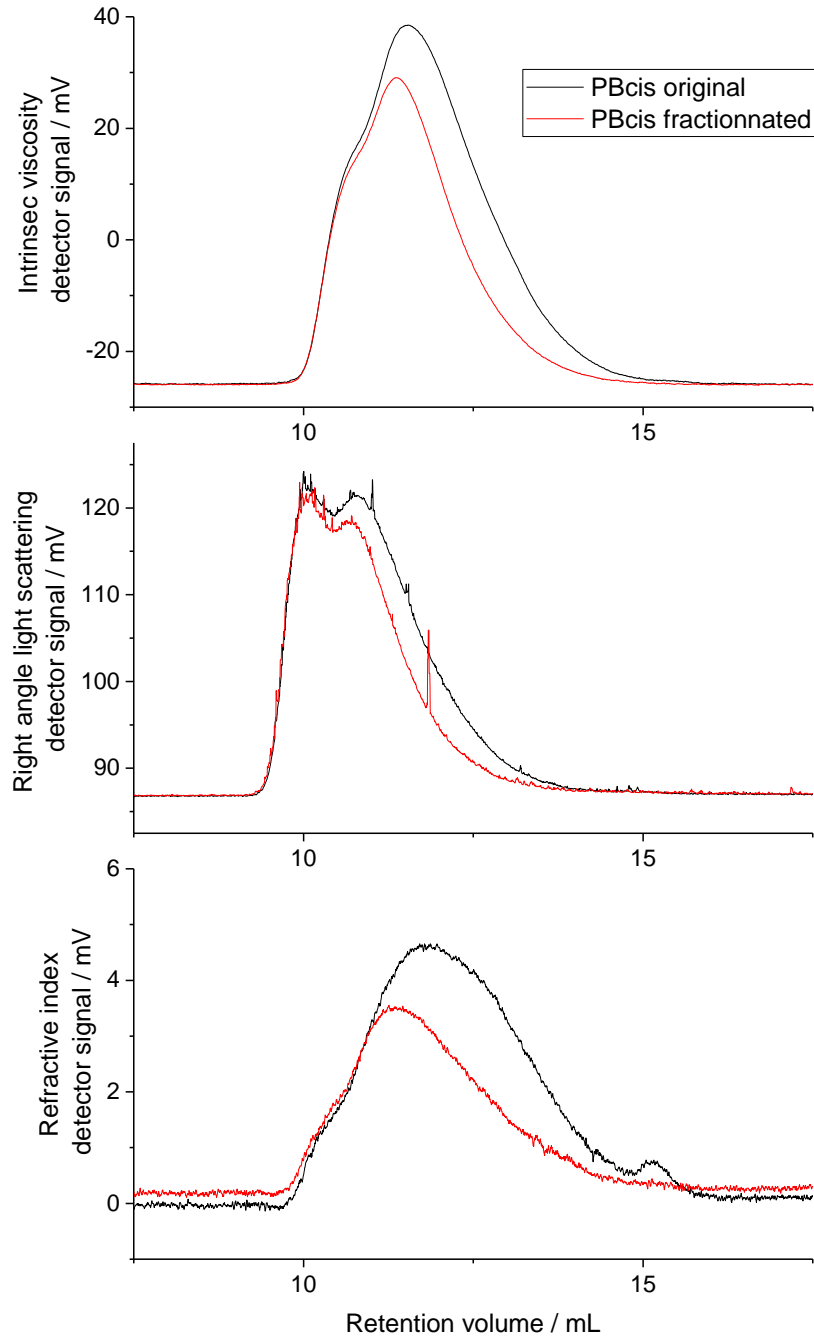 40
20
0
-20
Intrinsec viscosity
detector signal / mV
PBcis original
PBcis fractionnated
10
15
120
110
100
90
Right angle light scattering
detector signal / mV
10
15
6
4
2
0
Refractive index
detector signal / mV
10
15
Retention volume / mL